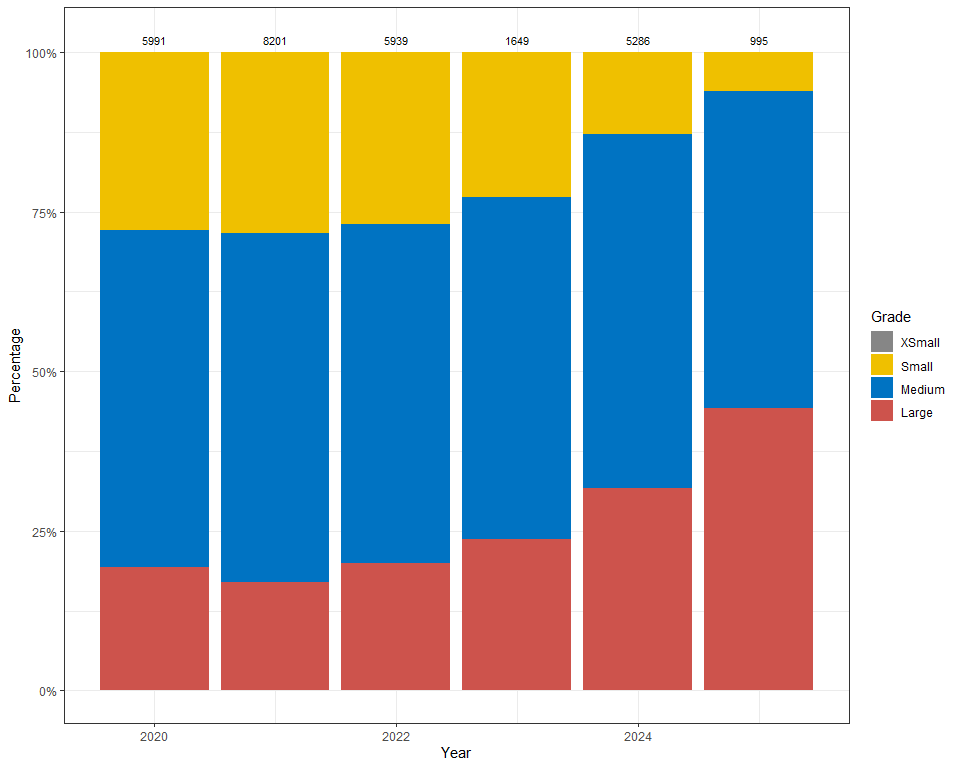 5991 8201 5939 1649 5286 995
100%
75%
50%
25%
0%
Percentage
2020 2022 2024
Year
Grade
XSmall
Small
Medium
Large